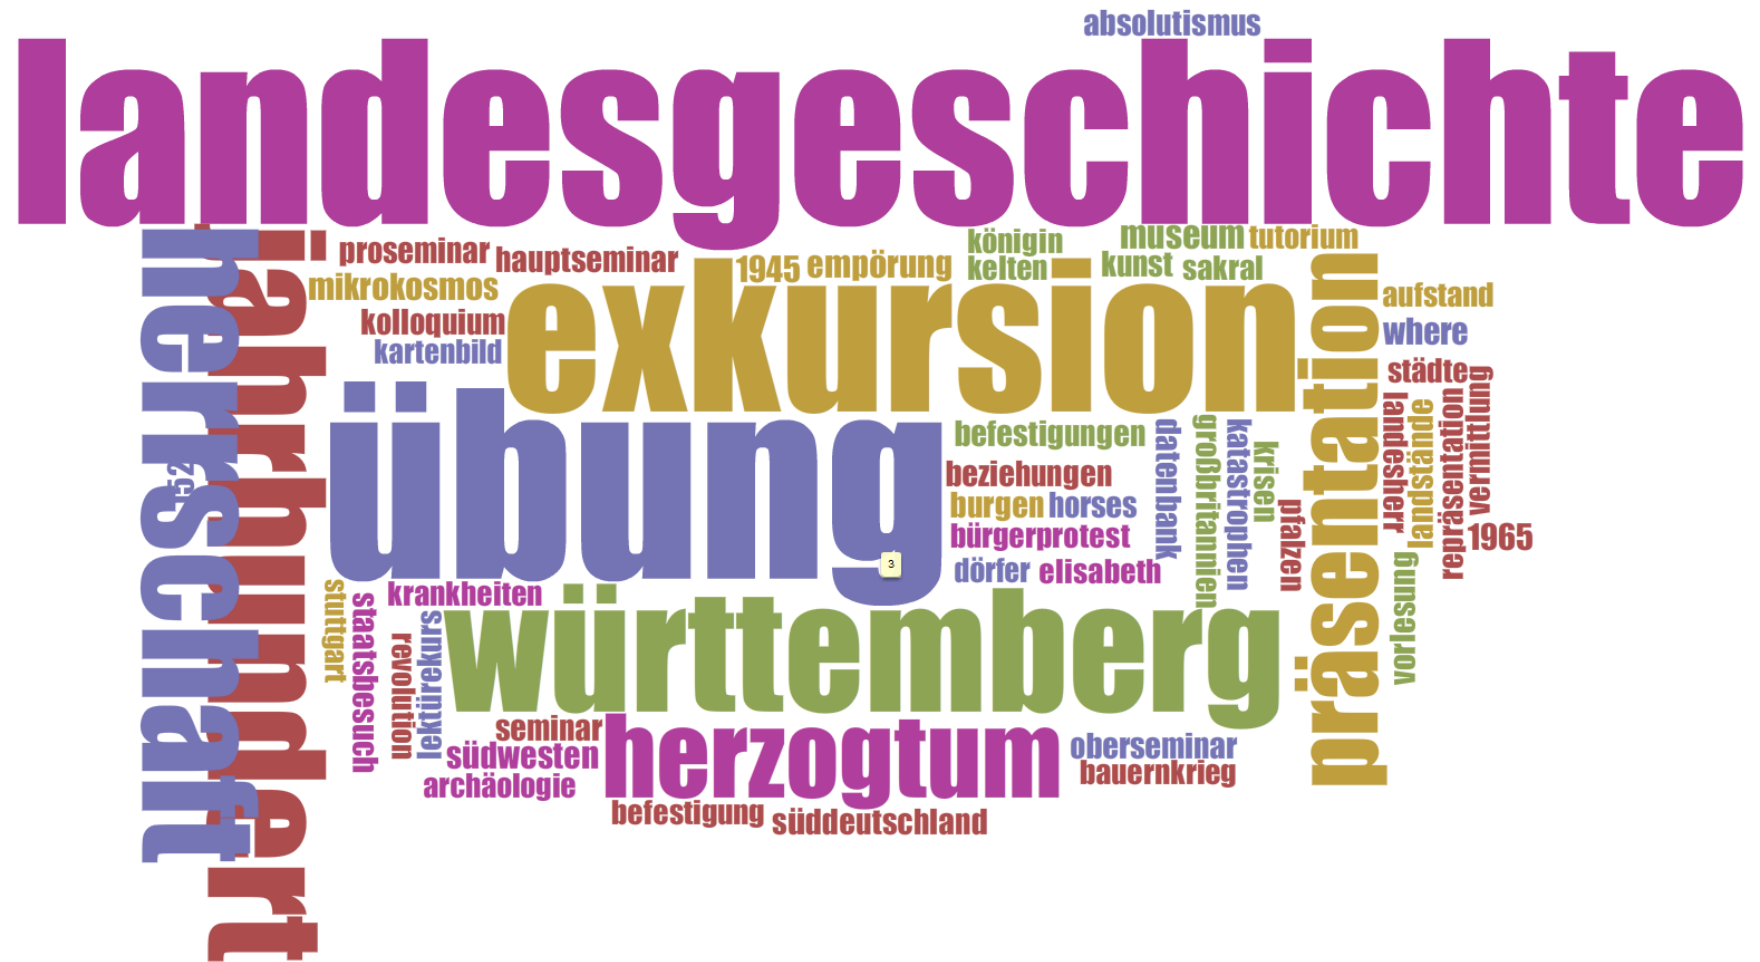 absolutismus
landesgeschichte
herrschaft
jahrhundert
proseminar
hauptseminar
1945
empörung
königin
kelten
museum
tutorium
kunst
sakral
mikrokosmos
exkursion
präsentation
aufstand
where
kolloquium
kartenbild
städte
übung
befestigungen
beziehungen
burgen
horses
bürgerprotest
dörfer
elisabeth
datenbank
großbritannien
katastrophen
krisen
pfalzen
landesherr
landstände
repräsentation
vermittlung
1965
vorlesung
3
stuttgart
staatsbesuch
krankheiten
revolution
lektürekurs
württemberg
seminar
südwesten
archäologie
herzogtum
oberseminar
bauernkrieg
befestigung
süddeutschland